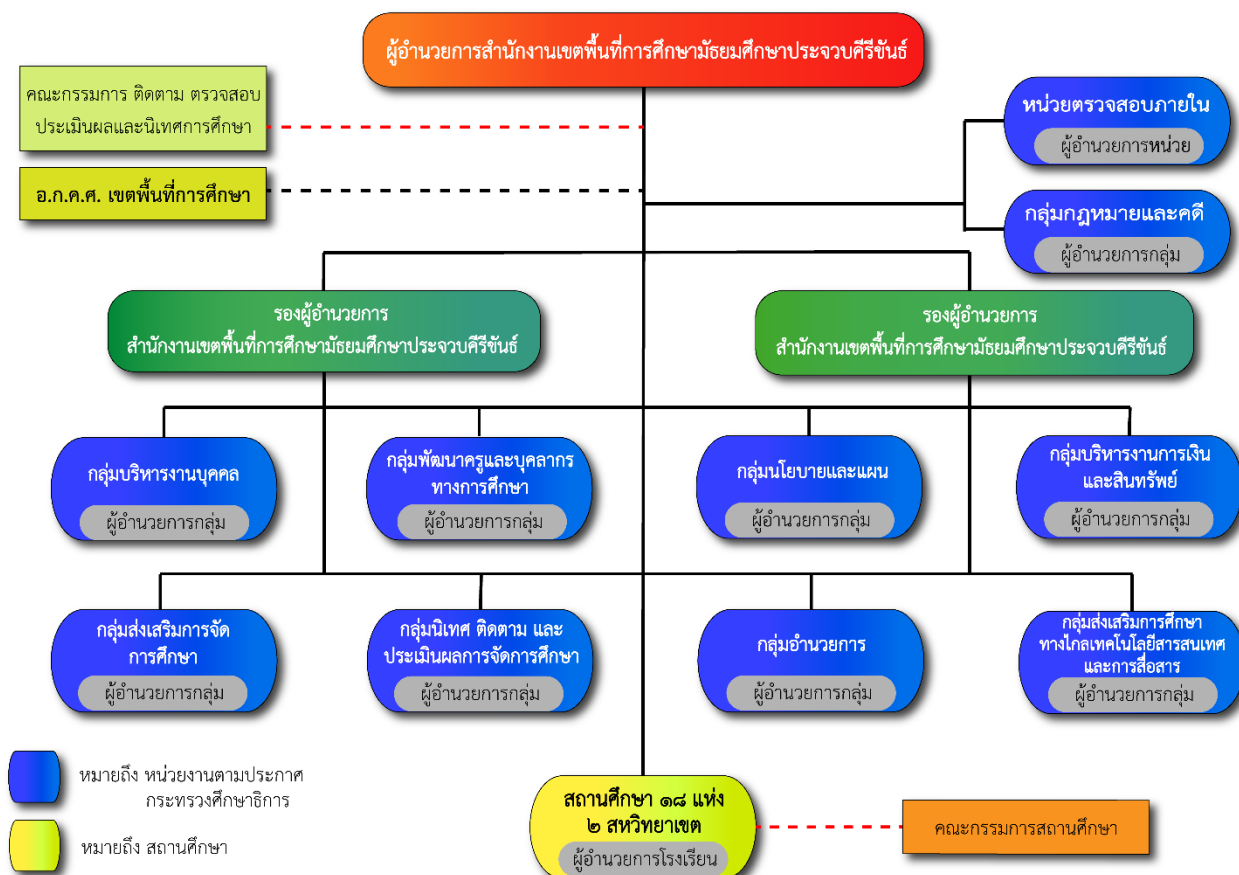 ผู้อำนวยการสำนักงานเขตพื้นที่การศึกษามัธยมศึกษาประจวบคีรีขันธ์
คณะกรรมการ ติดตาม ตรวจสอบ
ประเมินผลและนิเทศการศึกษา
อ.ก.ค.ศ. เขตพื้นที่การศึกษา
หน่วยตรวจสอบภายใน
ผู้อำนวยการหน่วย
กลุ่มกฎหมายและคดี
ผู้อำนวยการกลุ่ม
รองผู้อำนวยการ
สำนักงานเขตพื้นที่การศึกษามัธยมศึกษาประจวบคีรีขันธ์
รองผู้อำนวยการ
สำนักงานเขตพื้นที่การศึกษามัธยมศึกษาประจวบคีรีขันธ์
กลุ่มบริหารงานบุคคล
ผู้อำนวยการกลุ่ม
กลุ่มพัฒนาครูและบุคลากร
ทางการศึกษา
ผู้อำนวยการกลุ่ม
กลุ่มนโยบายและแผน
ผู้อำนวยการกลุ่ม
กลุ่มบริหารงานการเงิน
และสินทรัพย์
ผู้อำนวยการกลุ่ม
กลุ่มส่งเสริมการจัด
การศึกษา
ผู้อำนวยการกลุ่ม
กลุ่มนิเทศ ติดตาม และ
ประเมินผลการจัดการศึกษา
ผู้อำนวยการกลุ่ม
กลุ่มอำนวยการ
ผู้อำนวยการกลุ่ม
กลุ่มส่งเสริมการศึกษา
ทางไกลเทคโนโลยีสารสนเทศ
และการสื่อสาร
ผู้อำนวยการกลุ่ม
หมายถึง หน่วยงานตามประกาศ
กระทรวงศึกษาธิการ
หมายถึง สถานศึกษา
สถานศึกษา ๑๘ แห่ง
๒ สหวิทยาเขต
ผู้อำนวยการโรงเรียน
คณะกรรมการสถานศึกษา